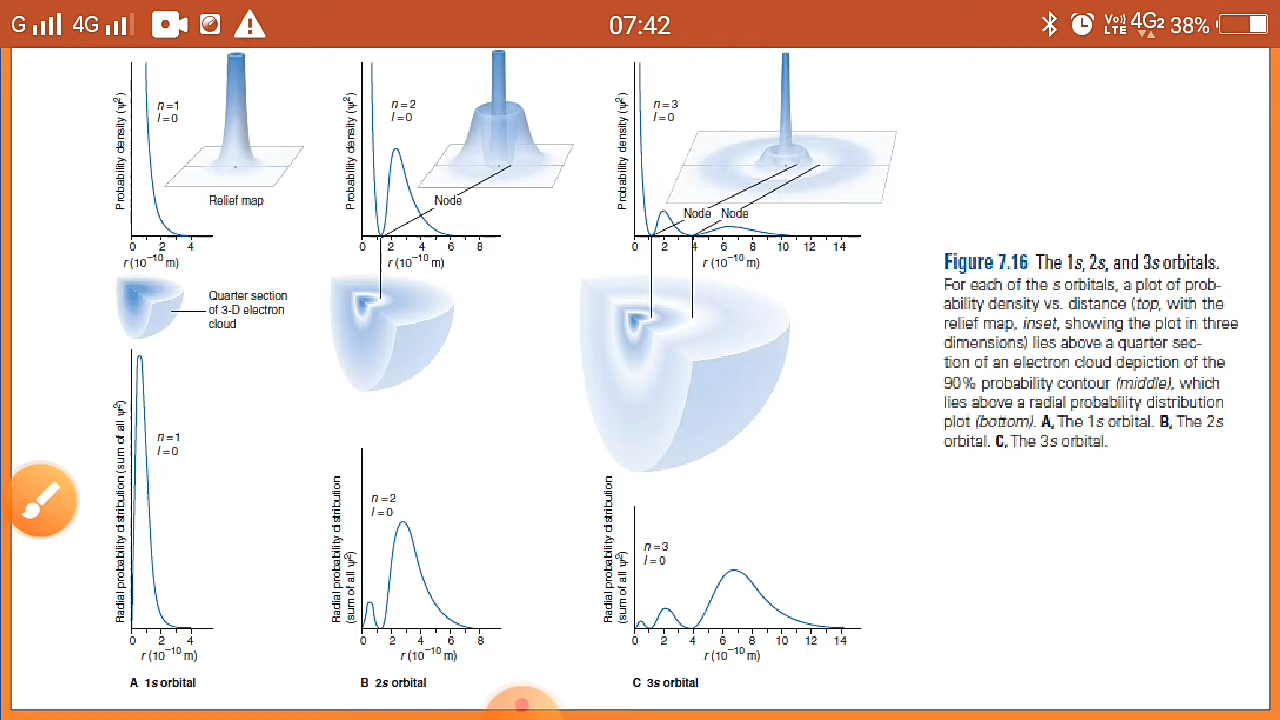 G 4G 07:42 Vo)) LTE 4G2 38%
Probability density (ψ²)
n=1
l=0
Relief map
0 2 4
r (10⁻¹⁰ m)
Probability density (ψ²)
n=2
l=0
Node
0 2 4 6 8
r (10⁻¹⁰ m)
Probability density (ψ²)
n=3
l=0
Node Node
0 2 4 6 8 10 12 14
r (10⁻¹⁰ m)
Quarter section
of 3-D electron
cloud
Radial probability distribution (sum of all ψ²)
n=1
l=0
0 2 4
r (10⁻¹⁰ m)
A 1s orbital
Radial probability distribution
(sum of all ψ²)
n=2
l=0
0 2 4 6 8
r (10⁻¹⁰ m)
B 2s orbital
Radial probability distribution
(sum of all ψ²)
n=3
l=0
0 2 4 6 8 10 12 14
r (10⁻¹⁰ m)
C 3s orbital
Figure 7.16 The 1s, 2s, and 3s orbitals.
For each of the s orbitals, a plot of prob-
ability density vs. distance (top, with the
relief map, inset, showing the plot in three
dimensions) lies above a quarter sec-
tion of an electron cloud depiction of the
90% probability contour (middle), which
lies above a radial probability distribution
plot (bottom). A, The 1s orbital. B, The 2s
orbital. C, The 3s orbital.